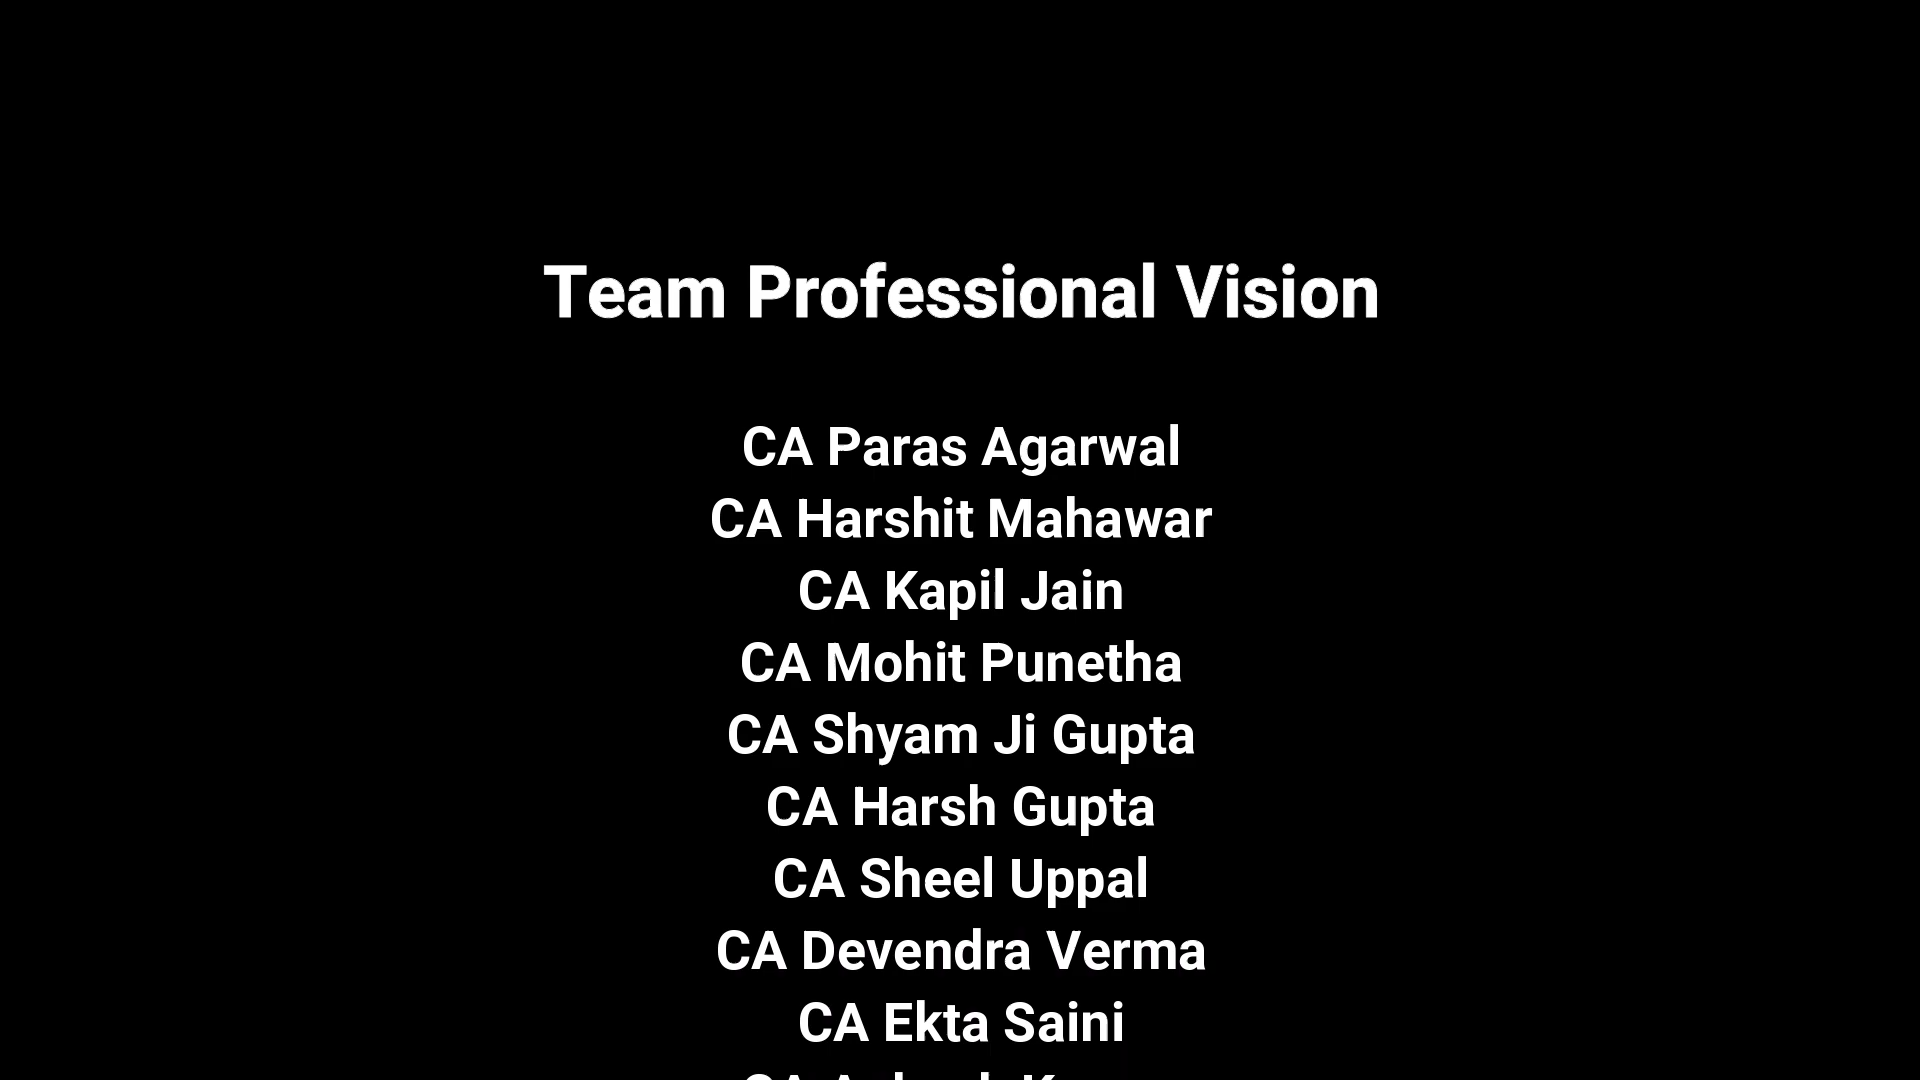 Team Professional Vision
CA Paras Agarwal
CA Harshit Mahawar
CA Kapil Jain
CA Mohit Punetha
CA Shyam Ji Gupta
CA Harsh Gupta
CA Sheel Uppal
CA Devendra Verma
CA Ekta Saini
CA